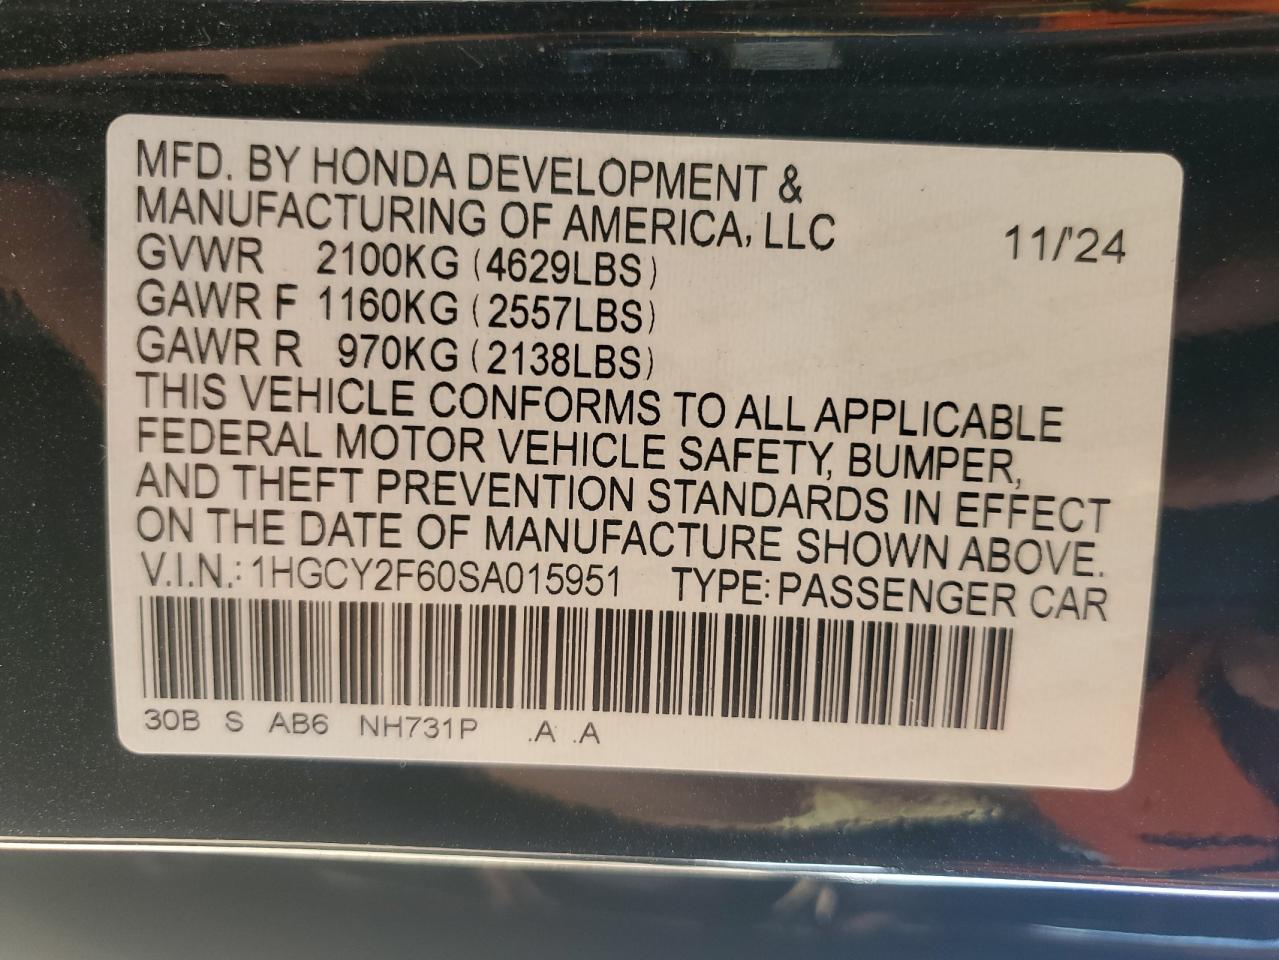 MFD. BY HONDA DEVELOPMENT &
MANUFACTURING OF AMERICA, LLC 11/'24
GVWR 2100KG (4629LBS)
GAWR F 1160KG (2557LBS)
GAWR R 970KG (2138LBS)
THIS VEHICLE CONFORMS TO ALL APPLICABLE
FEDERAL MOTOR VEHICLE SAFETY, BUMPER,
AND THEFT PREVENTION STANDARDS IN EFFECT
ON THE DATE OF MANUFACTURE SHOWN ABOVE.
V.I.N.: 1HGCY2F60SA015951 TYPE: PASSENGER CAR
30B S AB6 NH731P .A .A